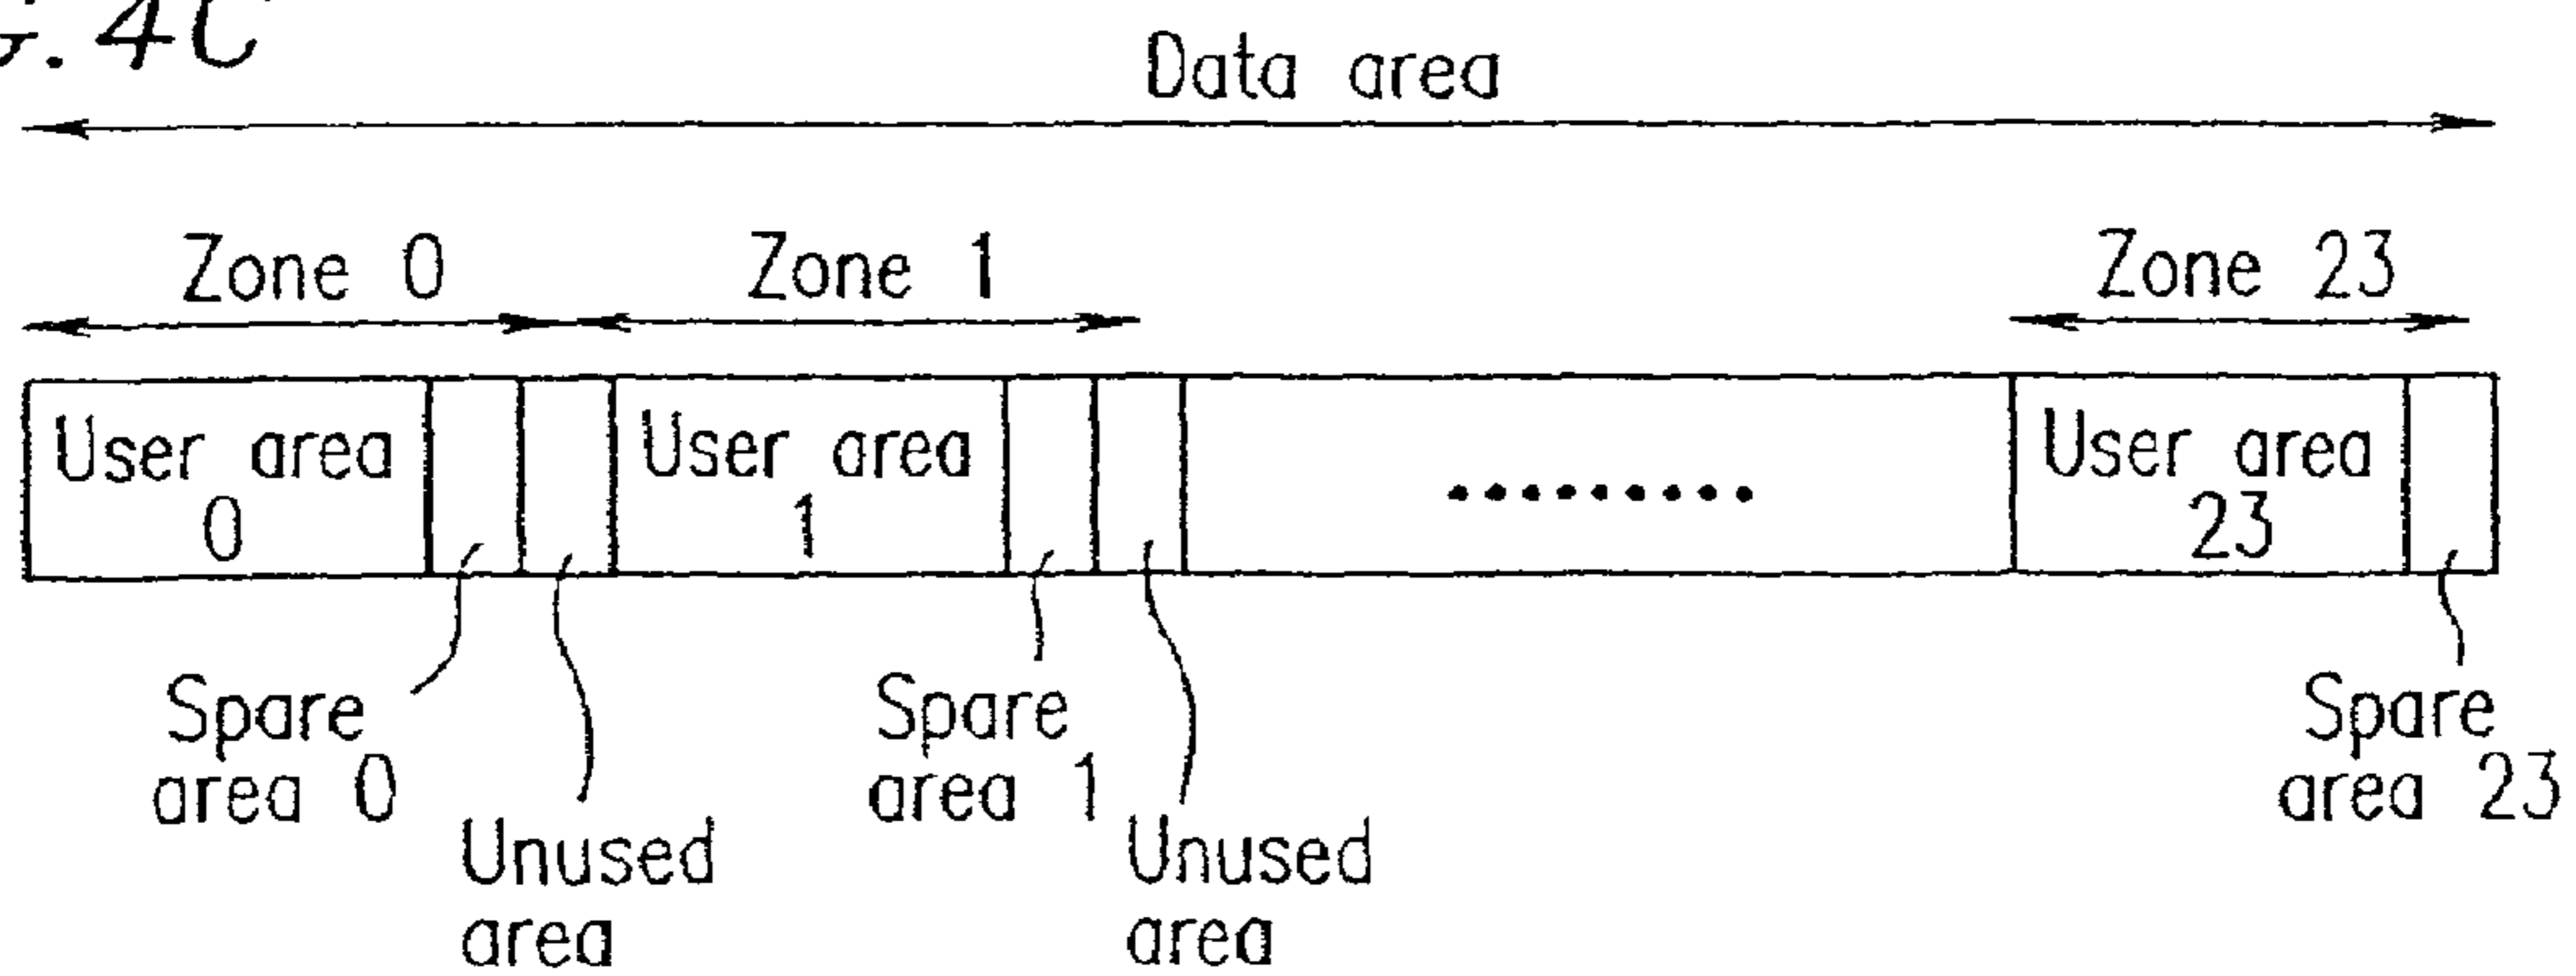 G. 4C
Data area
Zone 0
Zone 1
Zone 23
User area
0
User area
1
.........
User area
23
Spare
area 0
Unused
area
Spare
area 1
Unused
area
Spare
area 23